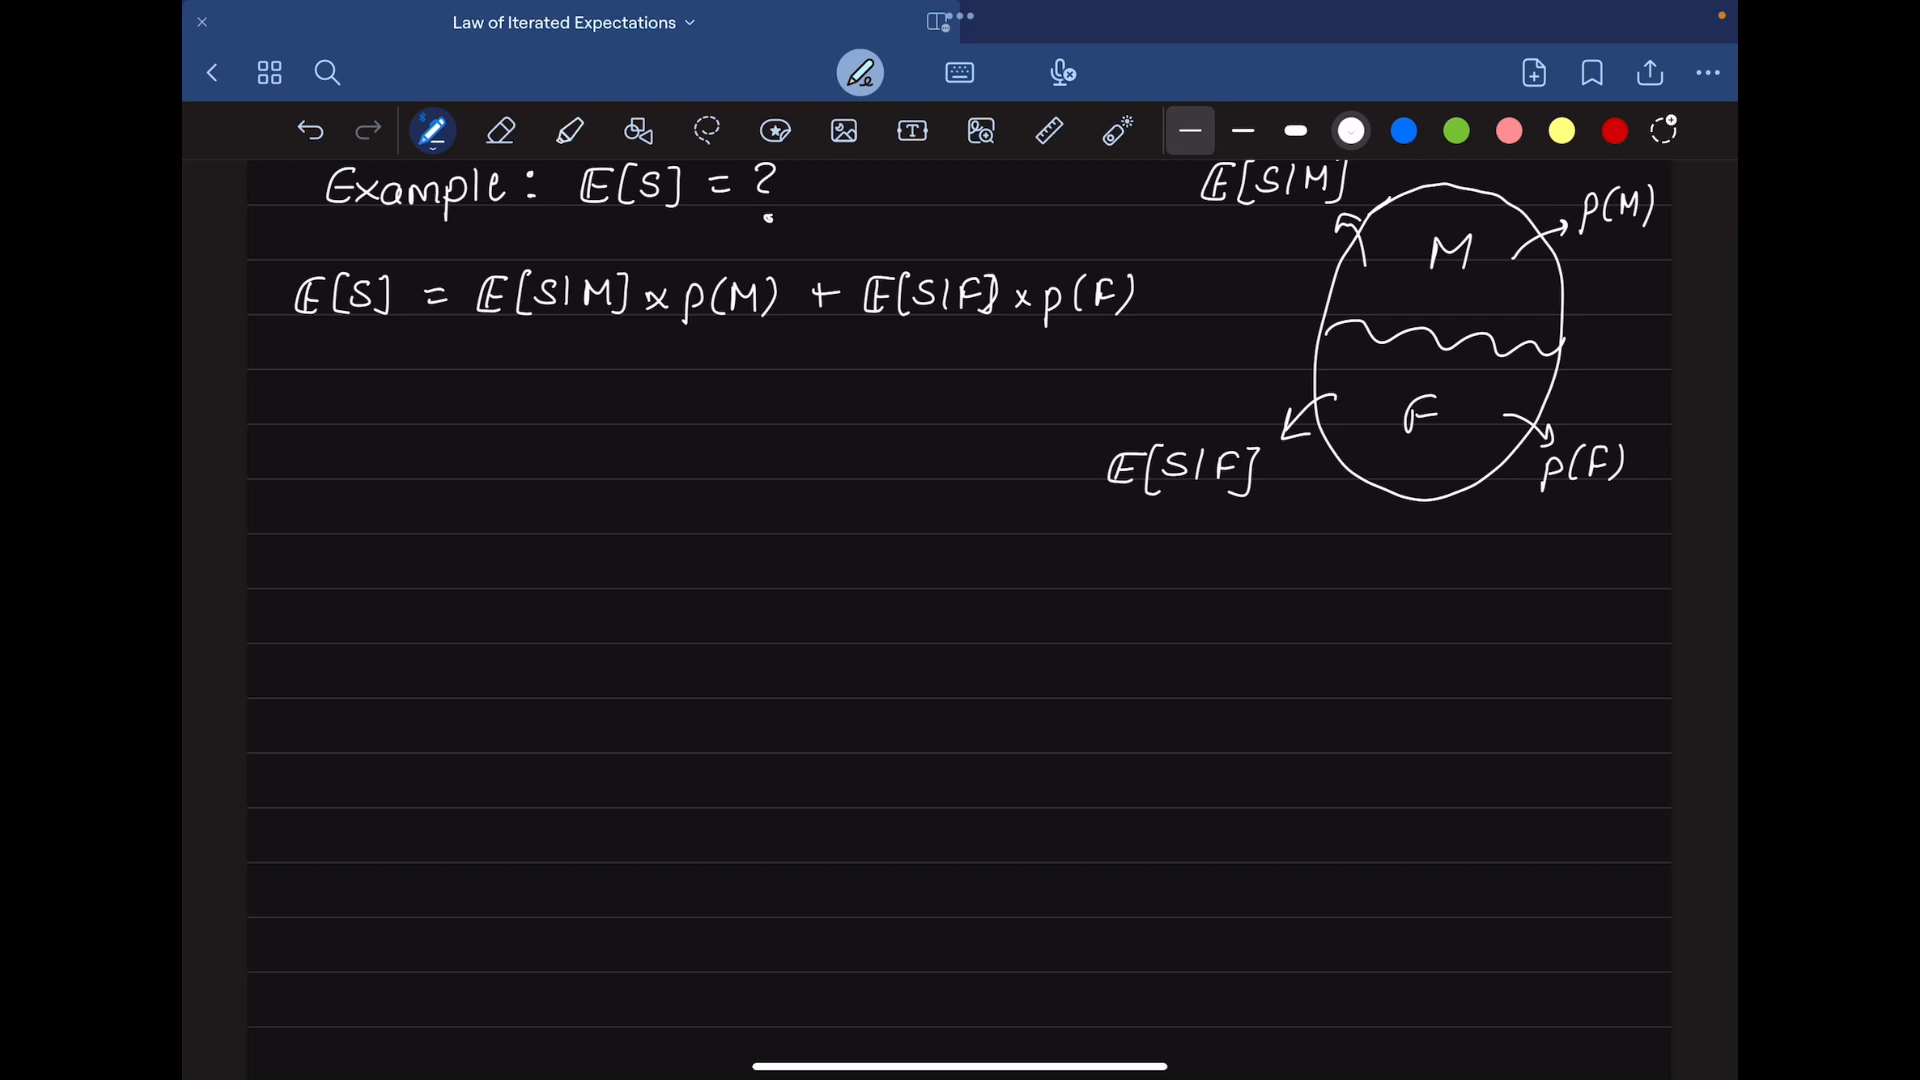 Law of Iterated Expectations
Example : 𝔼[S] = ?
𝔼[S] = 𝔼[S|M] × p(M) + 𝔼[S|F] × p(F)
𝔼[S|M]
p(M)
M
F
𝔼[S|F]
p(F)